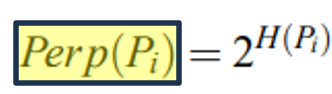 Perp(P_i) = 2^{H(P_i)}